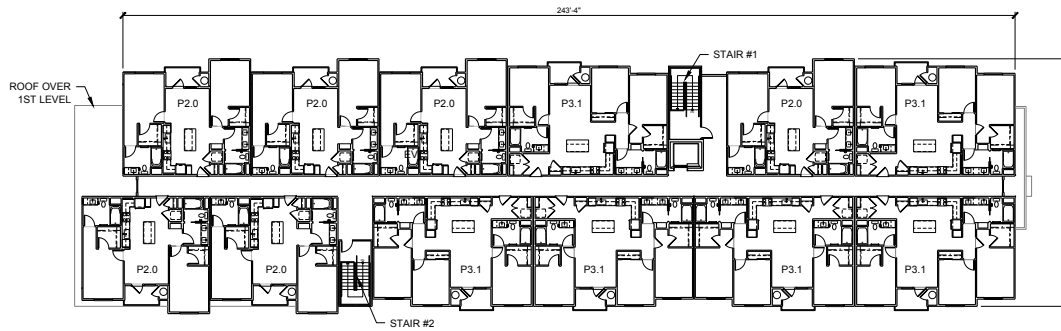 243'-4"
STAIR #1
ROOF OVER
1ST LEVEL
P2.0
P2.0
P2.0
P3.1
P2.0
P3.1
EV
P2.0
P2.0
P3.1
P3.1
P3.1
P3.1
STAIR #2